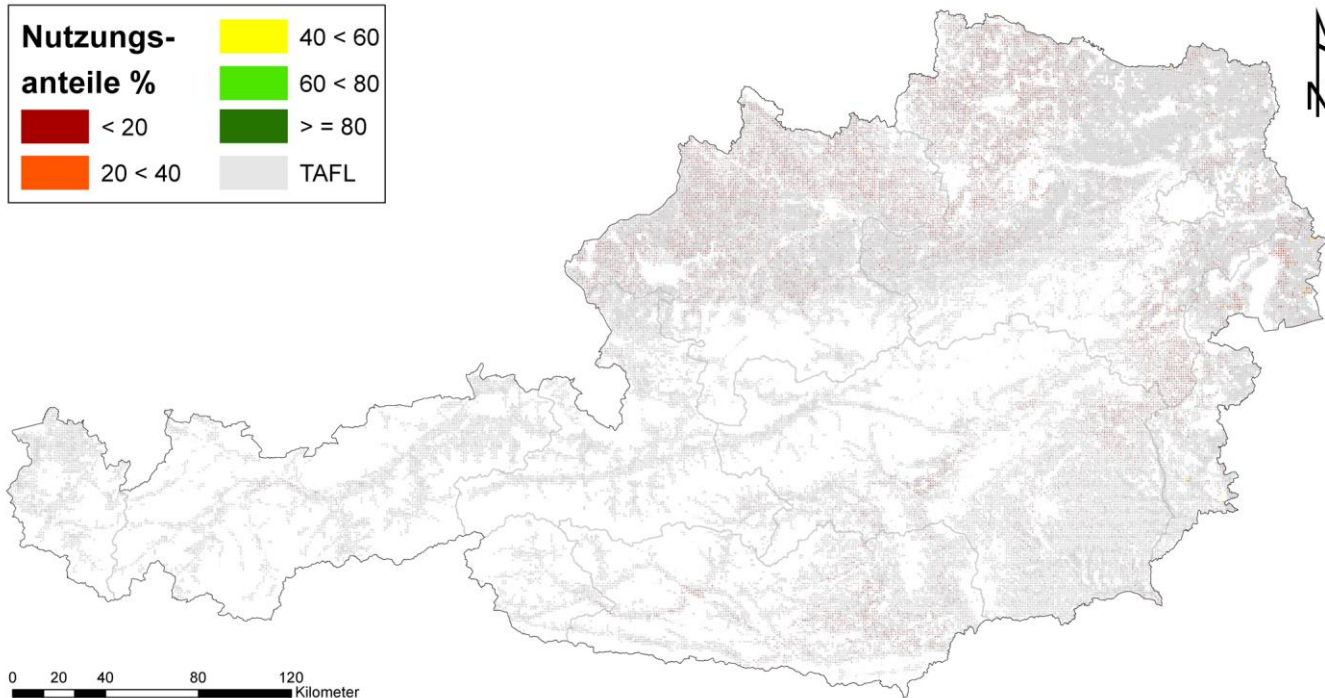 Nutzungs-
anteile %
< 20
20 < 40
40 < 60
60 < 80
> = 80
TAFL
N
0 20 40 80 120
Kilometer